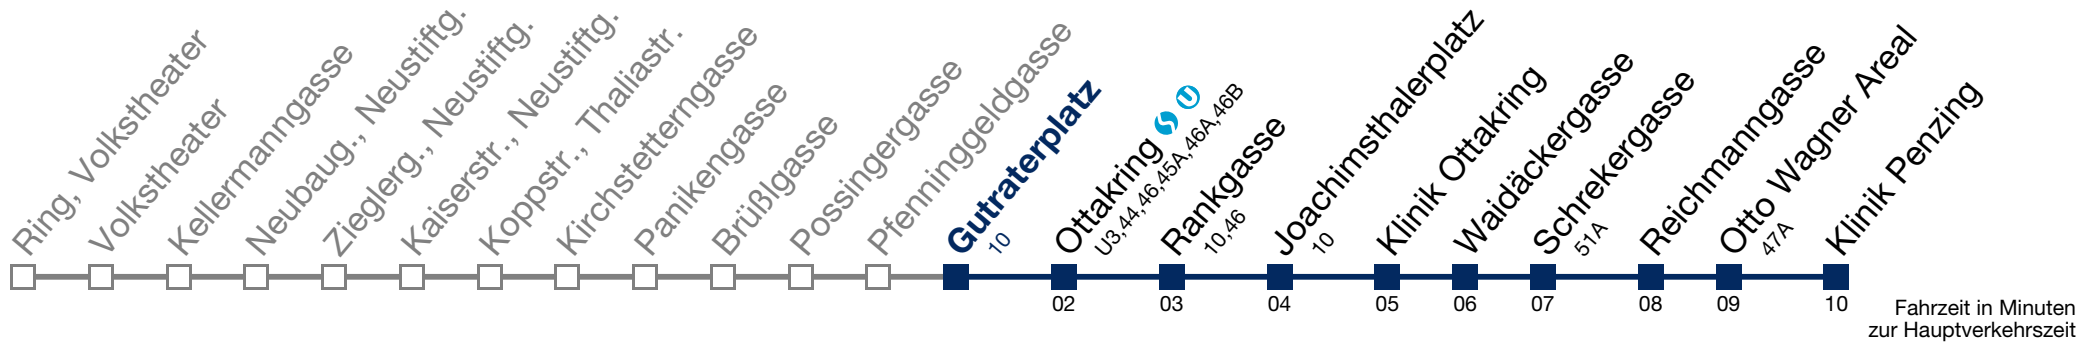 Ring, Volkstheater
Volkstheater
Kellermanngasse
Neubaug., Neustiftg.
Zieglerg., Neustiftg.
Kaiserstr., Neustiftg.
Koppstr., Thaliastr.
Kirchstetterngasse
Panikengasse
Brüßlgasse
Possingergasse
Pfenninggeldgasse
Gutraterplatz
10
Ottakring S U
U3,44,46,45A,46A,46B
02
Rankgasse
10,46
03
Joachimsthalerplatz
10
04
Klinik Ottakring
05
Waidäckergasse
06
Schrekergasse
51A
07
Reichmanngasse
08
Otto Wagner Areal
47A
09
Klinik Penzing
10
Fahrzeit in Minuten
zur Hauptverkehrszeit